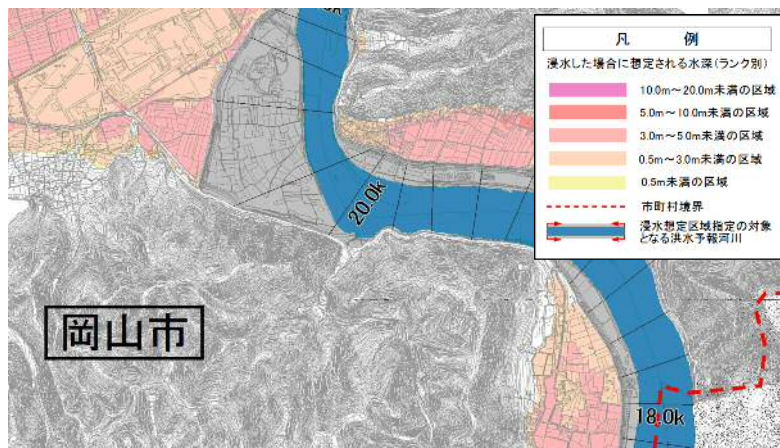 凡 例
浸水した場合に想定される水深(ランク別)
10.0m～20.0m未満の区域
5.0m～10.0m未満の区域
3.0m～5.0m未満の区域
0.5m～3.0m未満の区域
0.5m未満の区域
市町村境界
浸水想定区域指定の対象
となる洪水予報河川
20.0k
岡山市
18.0k